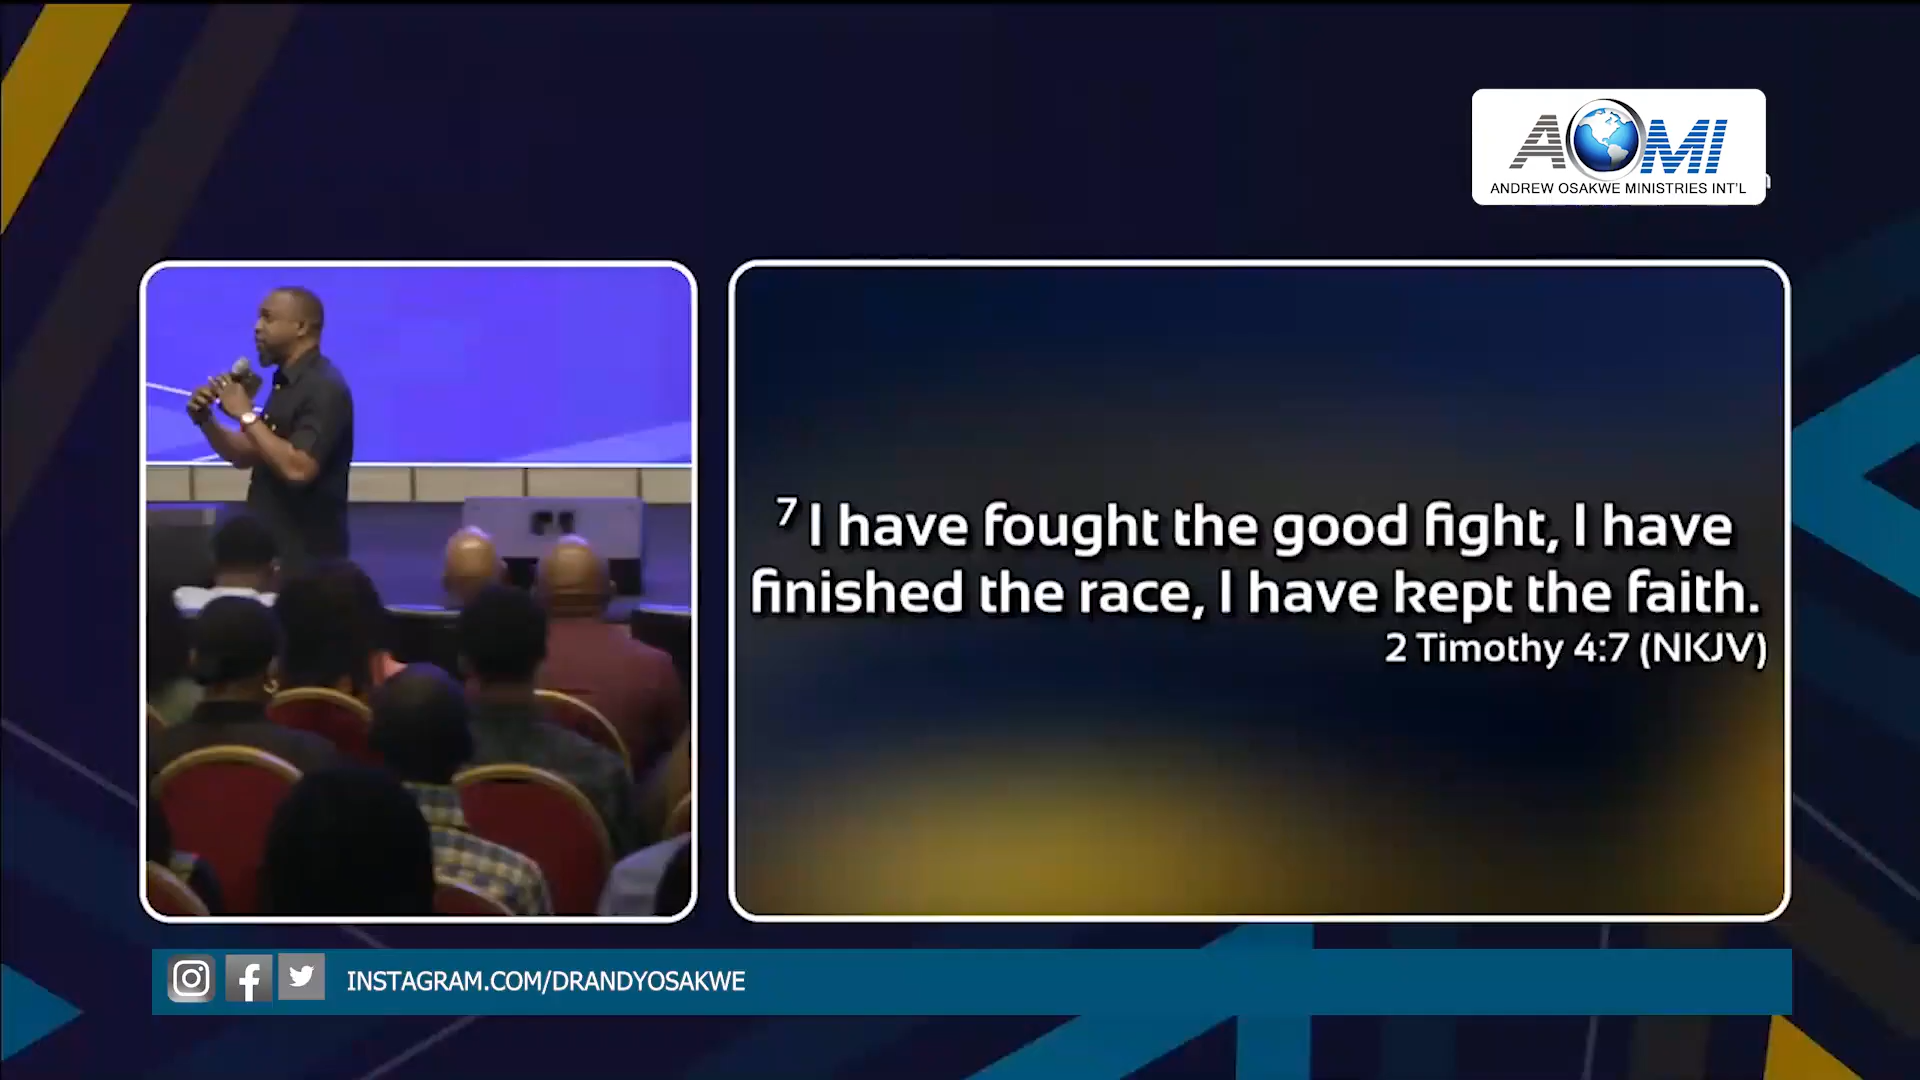 AOMI
ANDREW OSAKWE MINISTRIES INT'L
7 I have fought the good fight, I have
finished the race, I have kept the faith.
2 Timothy 4:7 (NKJV)
INSTAGRAM.COM/DRANDYOSAKWE